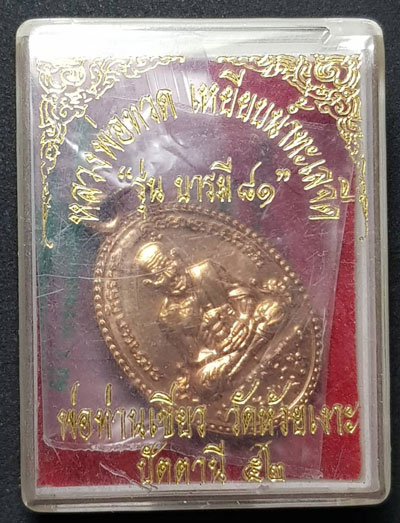 หลวงพ่อทวด เหยียบน้ำทะเลจืด
“รุ่น บารมี ๘๑”
พ่อท่านเขียว วัดห้วยเงาะ
ปัตตานี ๕๒